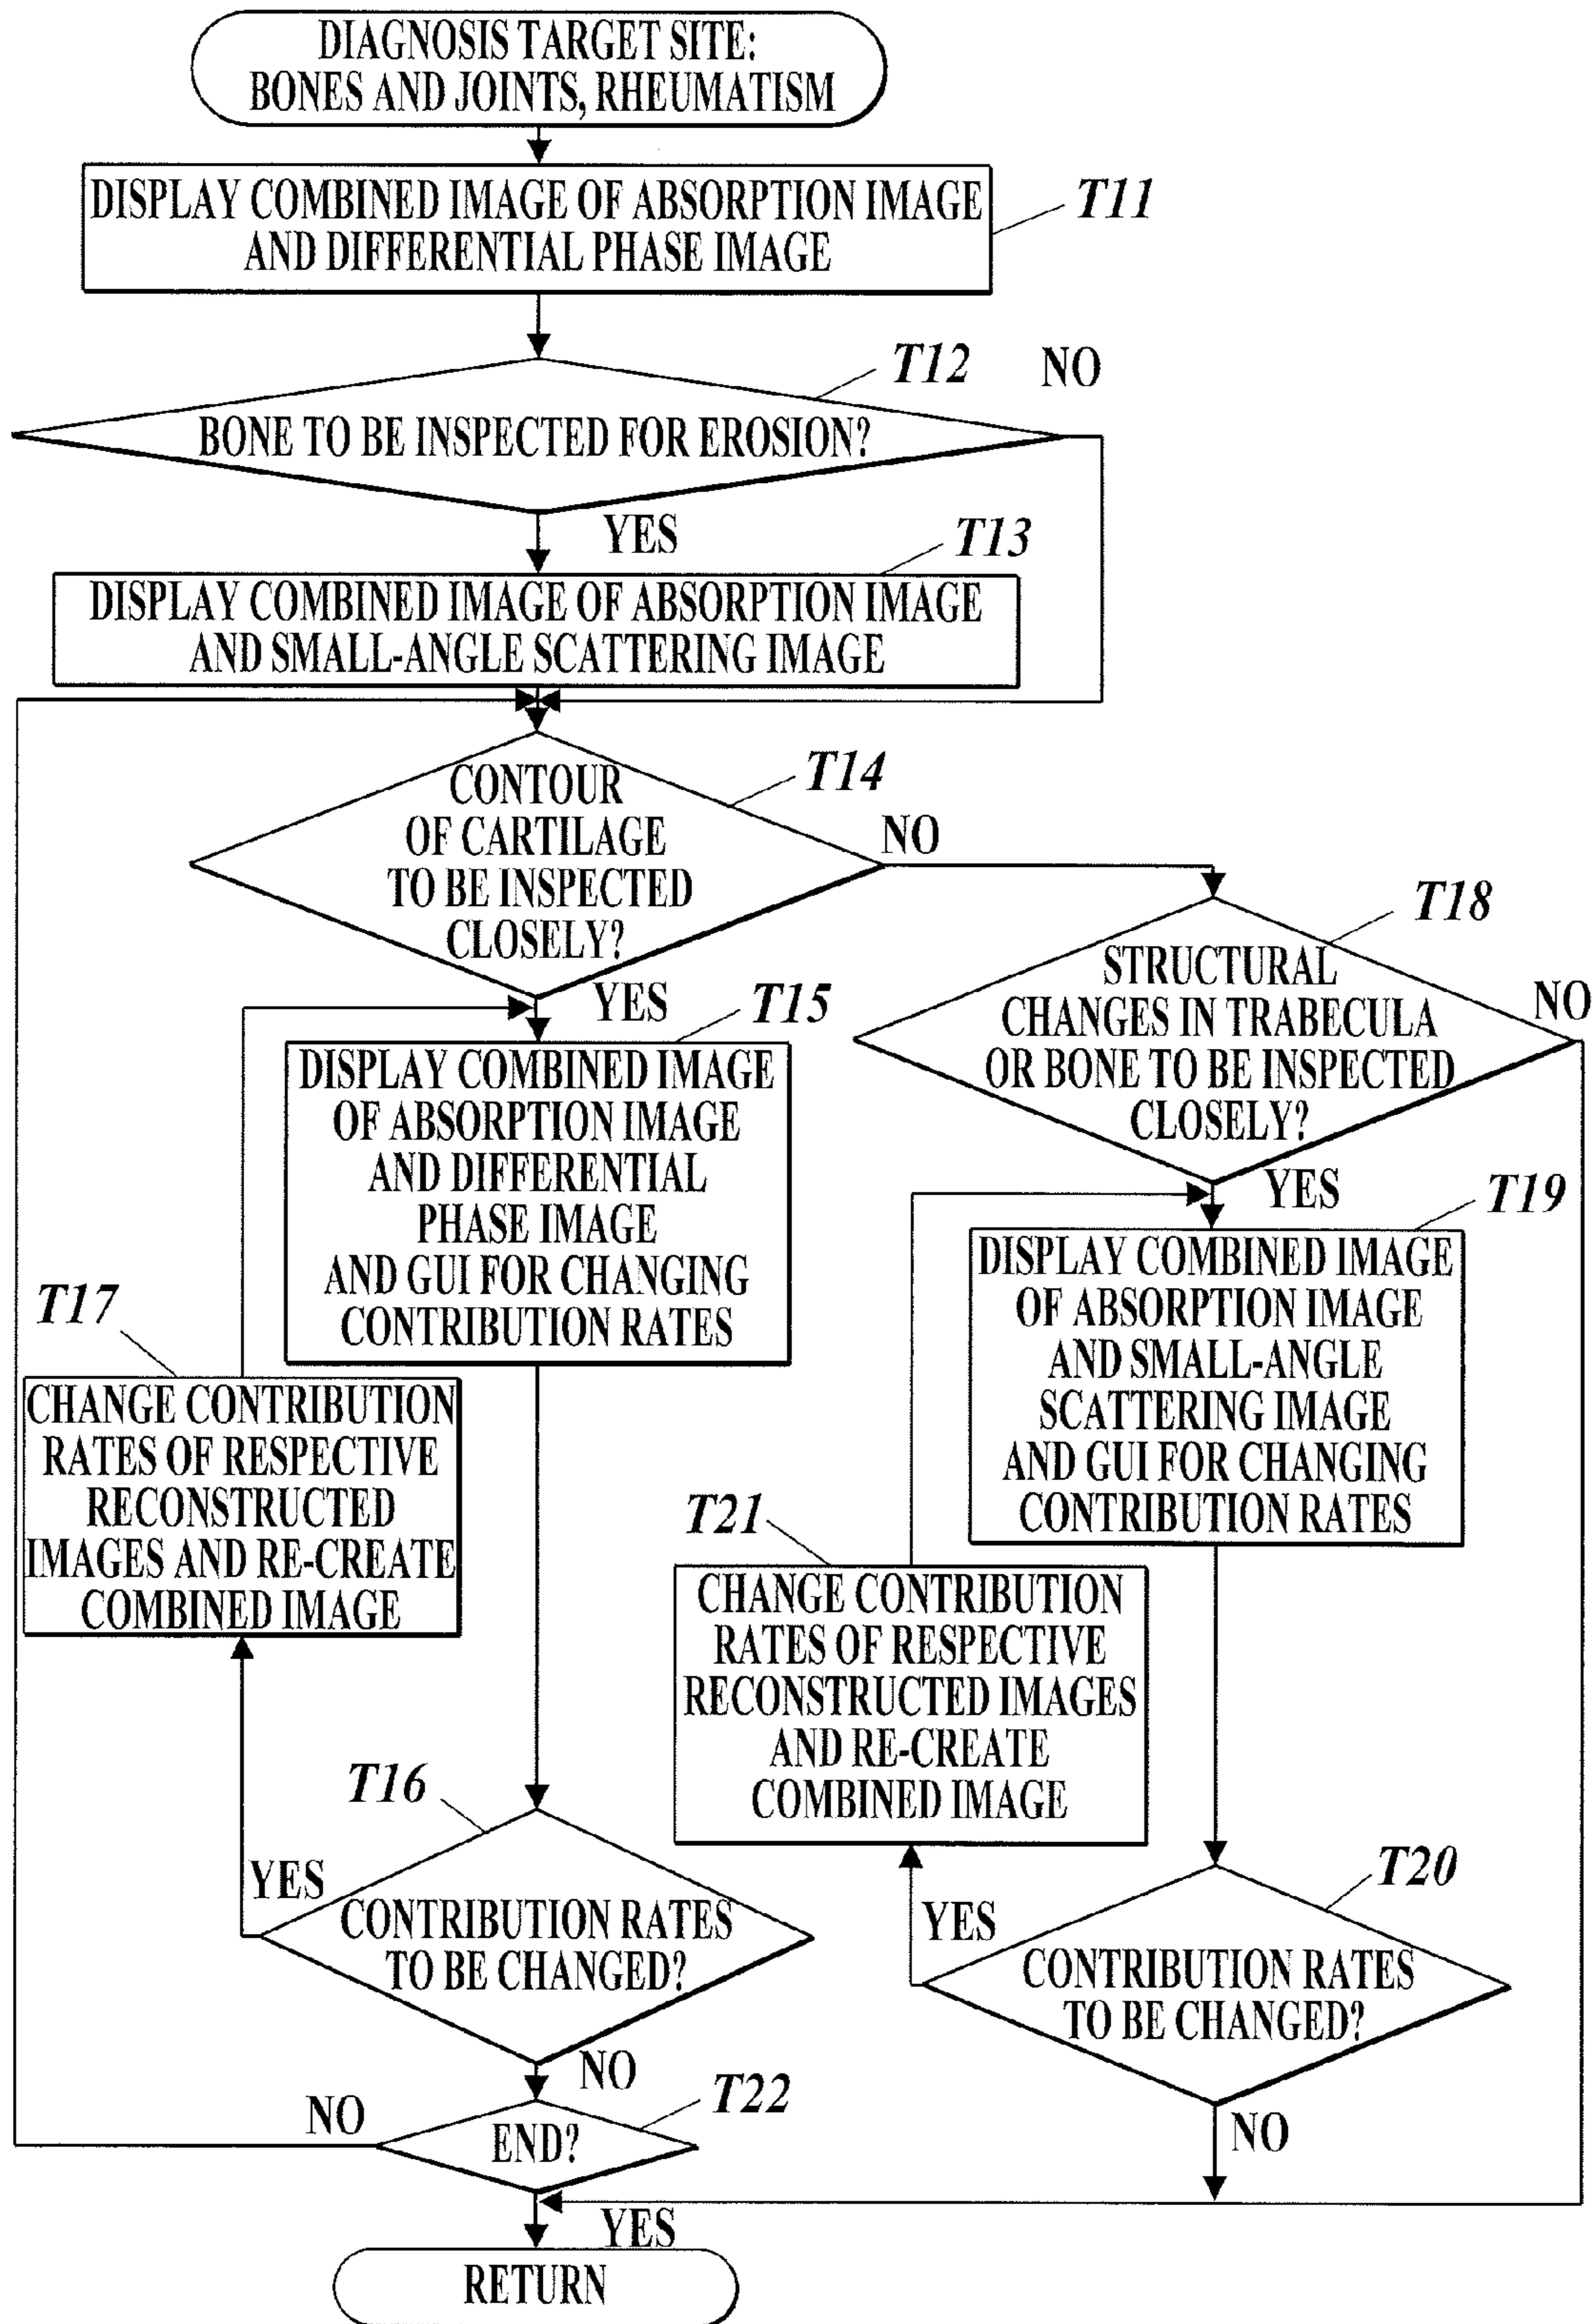 DIAGNOSIS TARGET SITE:
BONES AND JOINTS, RHEUMATISM
DISPLAY COMBINED IMAGE OF ABSORPTION IMAGE
AND DIFFERENTIAL PHASE IMAGE
T11
T12
NO
BONE TO BE INSPECTED FOR EROSION?
YES
T13
DISPLAY COMBINED IMAGE OF ABSORPTION IMAGE
AND SMALL-ANGLE SCATTERING IMAGE
T14
CONTOUR
OF CARTILAGE
TO BE INSPECTED
CLOSELY?
NO
YES
T18
STRUCTURAL
CHANGES IN TRABECULA
OR BONE TO BE INSPECTED
CLOSELY?
NO
YES
T15
DISPLAY COMBINED IMAGE
OF ABSORPTION IMAGE
AND DIFFERENTIAL
PHASE IMAGE
AND GUI FOR CHANGING
CONTRIBUTION RATES
T19
DISPLAY COMBINED IMAGE
OF ABSORPTION IMAGE
AND SMALL-ANGLE
SCATTERING IMAGE
AND GUI FOR CHANGING
CONTRIBUTION RATES
T17
CHANGE CONTRIBUTION
RATES OF RESPECTIVE
RECONSTRUCTED
IMAGES AND RE-CREATE
COMBINED IMAGE
T21
CHANGE CONTRIBUTION
RATES OF RESPECTIVE
RECONSTRUCTED IMAGES
AND RE-CREATE
COMBINED IMAGE
T16
YES
CONTRIBUTION RATES
TO BE CHANGED?
NO
T20
YES
CONTRIBUTION RATES
TO BE CHANGED?
NO
T22
NO
END?
YES
RETURN